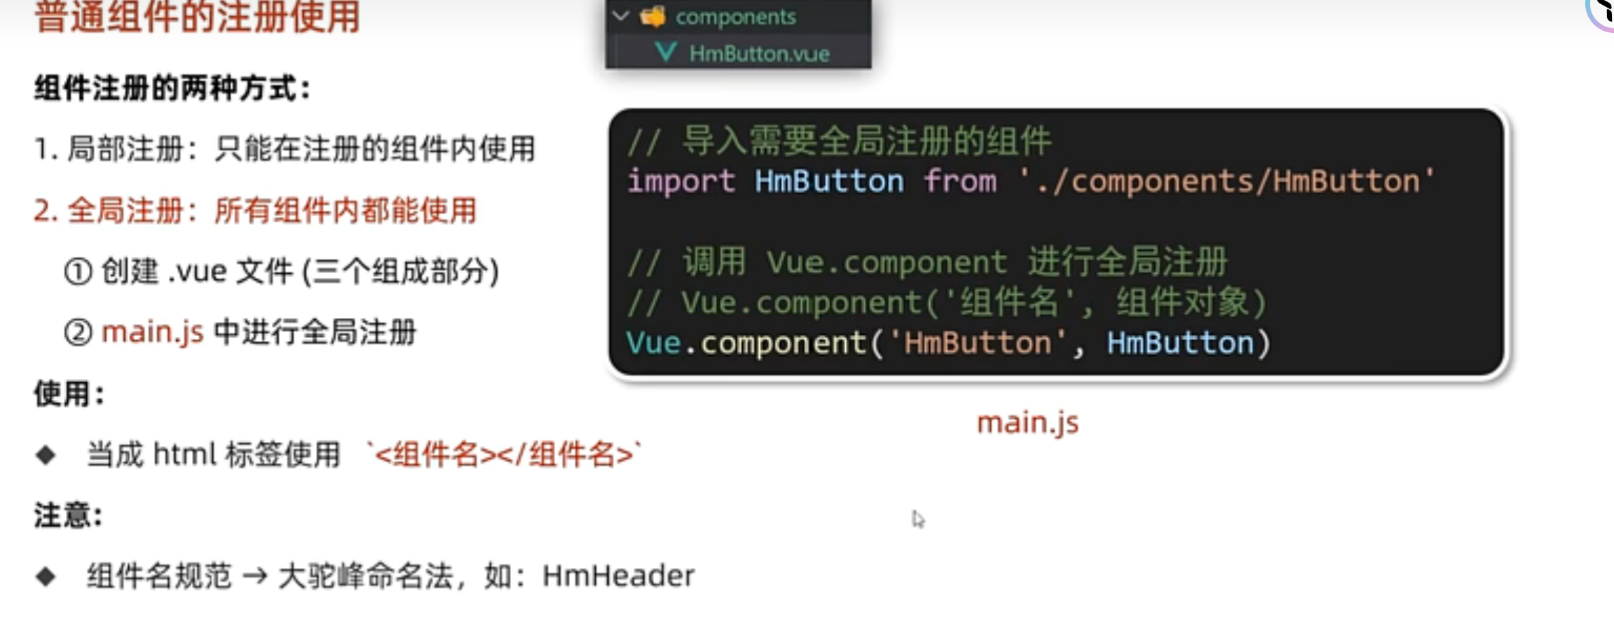 普通组件的注册使用
组件注册的两种方式：
1. 局部注册：只能在注册的组件内使用
2. 全局注册：所有组件内都能使用
① 创建 .vue 文件 (三个组成部分)
② main.js 中进行全局注册
使用：
◆ 当成 html 标签使用 `<组件名></组件名>`
注意：
◆ 组件名规范 → 大驼峰命名法，如：HmHeader
components
HmButton.vue
// 导入需要全局注册的组件
import HmButton from './components/HmButton'
// 调用 Vue.component 进行全局注册
// Vue.component('组件名', 组件对象)
Vue.component('HmButton', HmButton)
main.js